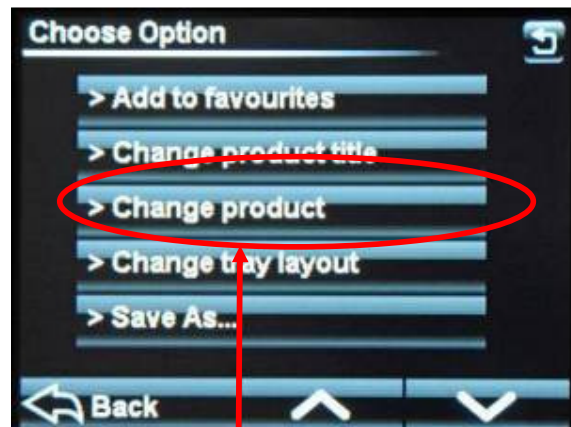 Choose Option
> Add to favourites
> Change product title
> Change product
> Change tray layout
> Save As...
Back